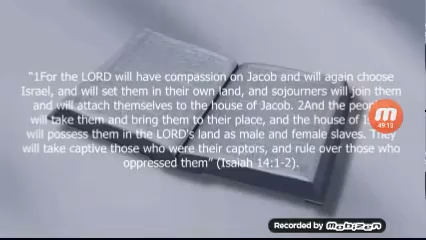 “1For the LORD will have compassion on Jacob and will again choose
Israel, and will set them in their own land, and sojourners will join them
and will attach themselves to the house of Jacob. 2And the
will take them and bring them to their place, and the house of
will possess them in the LORD's land as male and female slaves. They
will take captive those who were their captors, and rule over those who
oppressed them” (Isaiah 14:1-2).
49:13
Recorded by Mobizen